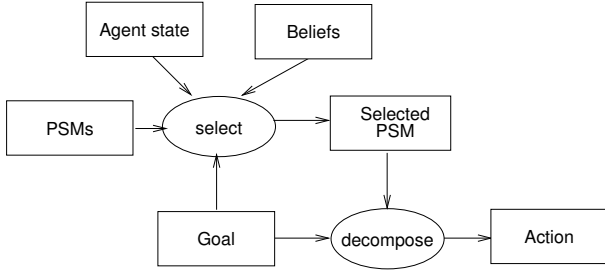 Agent state
Beliefs
PSMs
select
Selected
PSM
Goal
decompose
Action